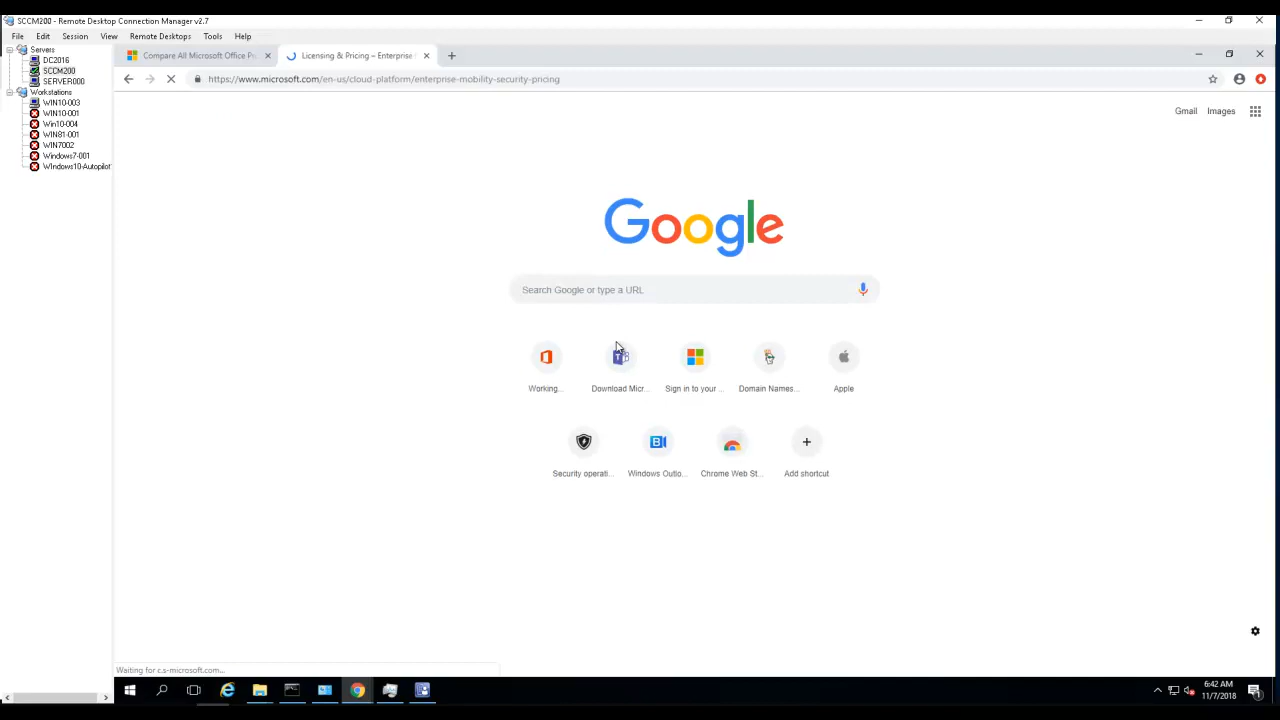 SCCM200 - Remote Desktop Connection Manager v2.7
File Edit Session View Remote Desktops Tools Help
Servers
DC2016
SCCM200
SERVER000
Workstations
WIN10-003
WIN10-001
Win10-004
WIN81-001
WIN7002
Windows7-001
WIndows10-Autopilot
Compare All Microsoft Office P
Licensing & Pricing – Enterprise
https://www.microsoft.com/en-us/cloud-platform/enterprise-mobility-security-pricing
Gmail Images
Google
Search Google or type a URL
Working...
Download Micr...
Sign in to your ...
Domain Names...
Apple
Security operati...
Windows Outlo...
Chrome Web St...
Add shortcut
Waiting for c.s-microsoft.com...
6:42 AM
11/7/2018